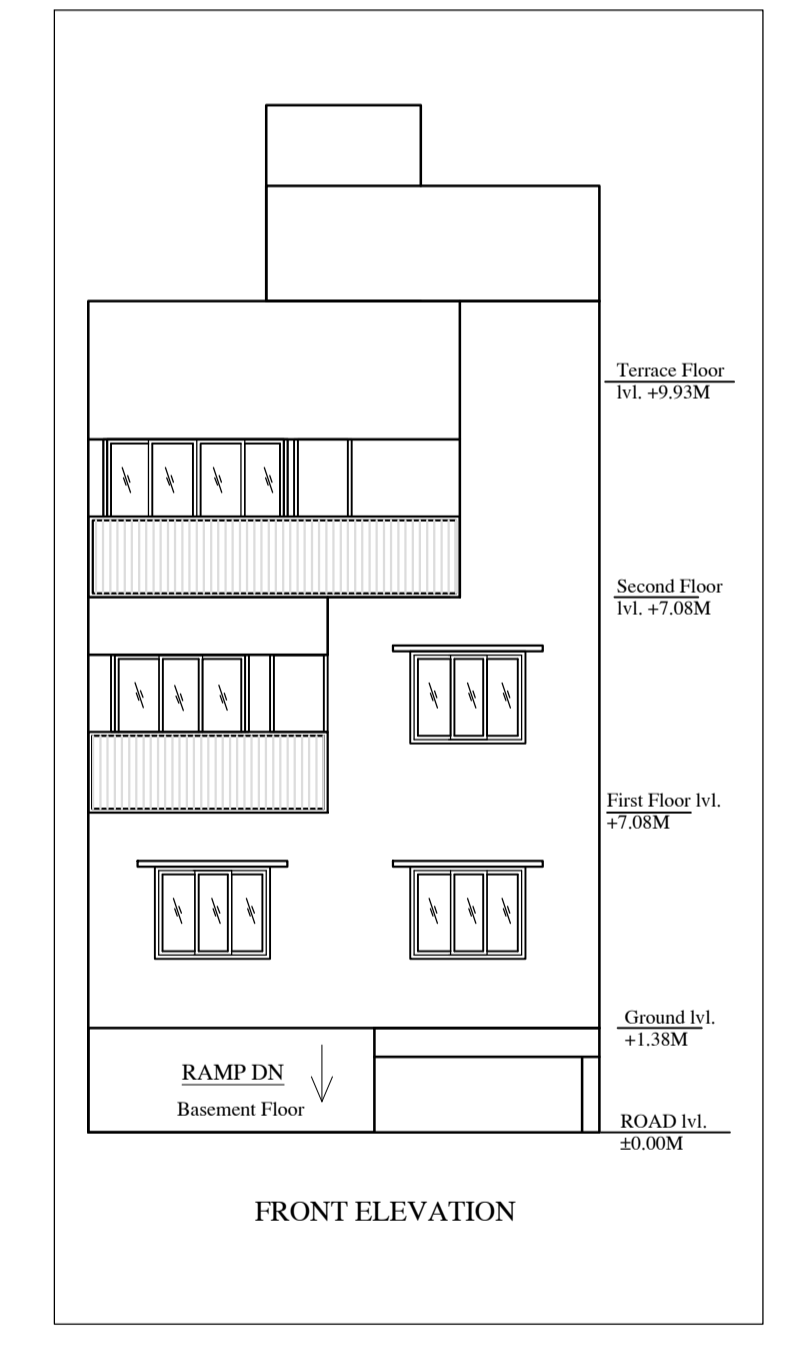 Terrace Floor
lvl. +9.93M
Second Floor
lvl. +7.08M
First Floor lvl.
+7.08M
Ground lvl.
+1.38M
RAMP DN
Basement Floor
ROAD lvl.
±0.00M
FRONT ELEVATION